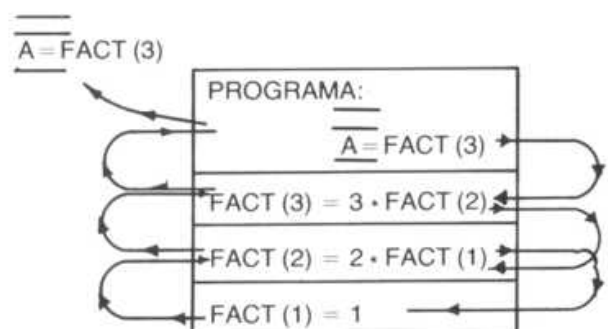 A = FACT (3)
PROGRAMA:
A = FACT (3)
FACT (3) = 3 · FACT (2)
FACT (2) = 2 · FACT (1)
FACT (1) = 1